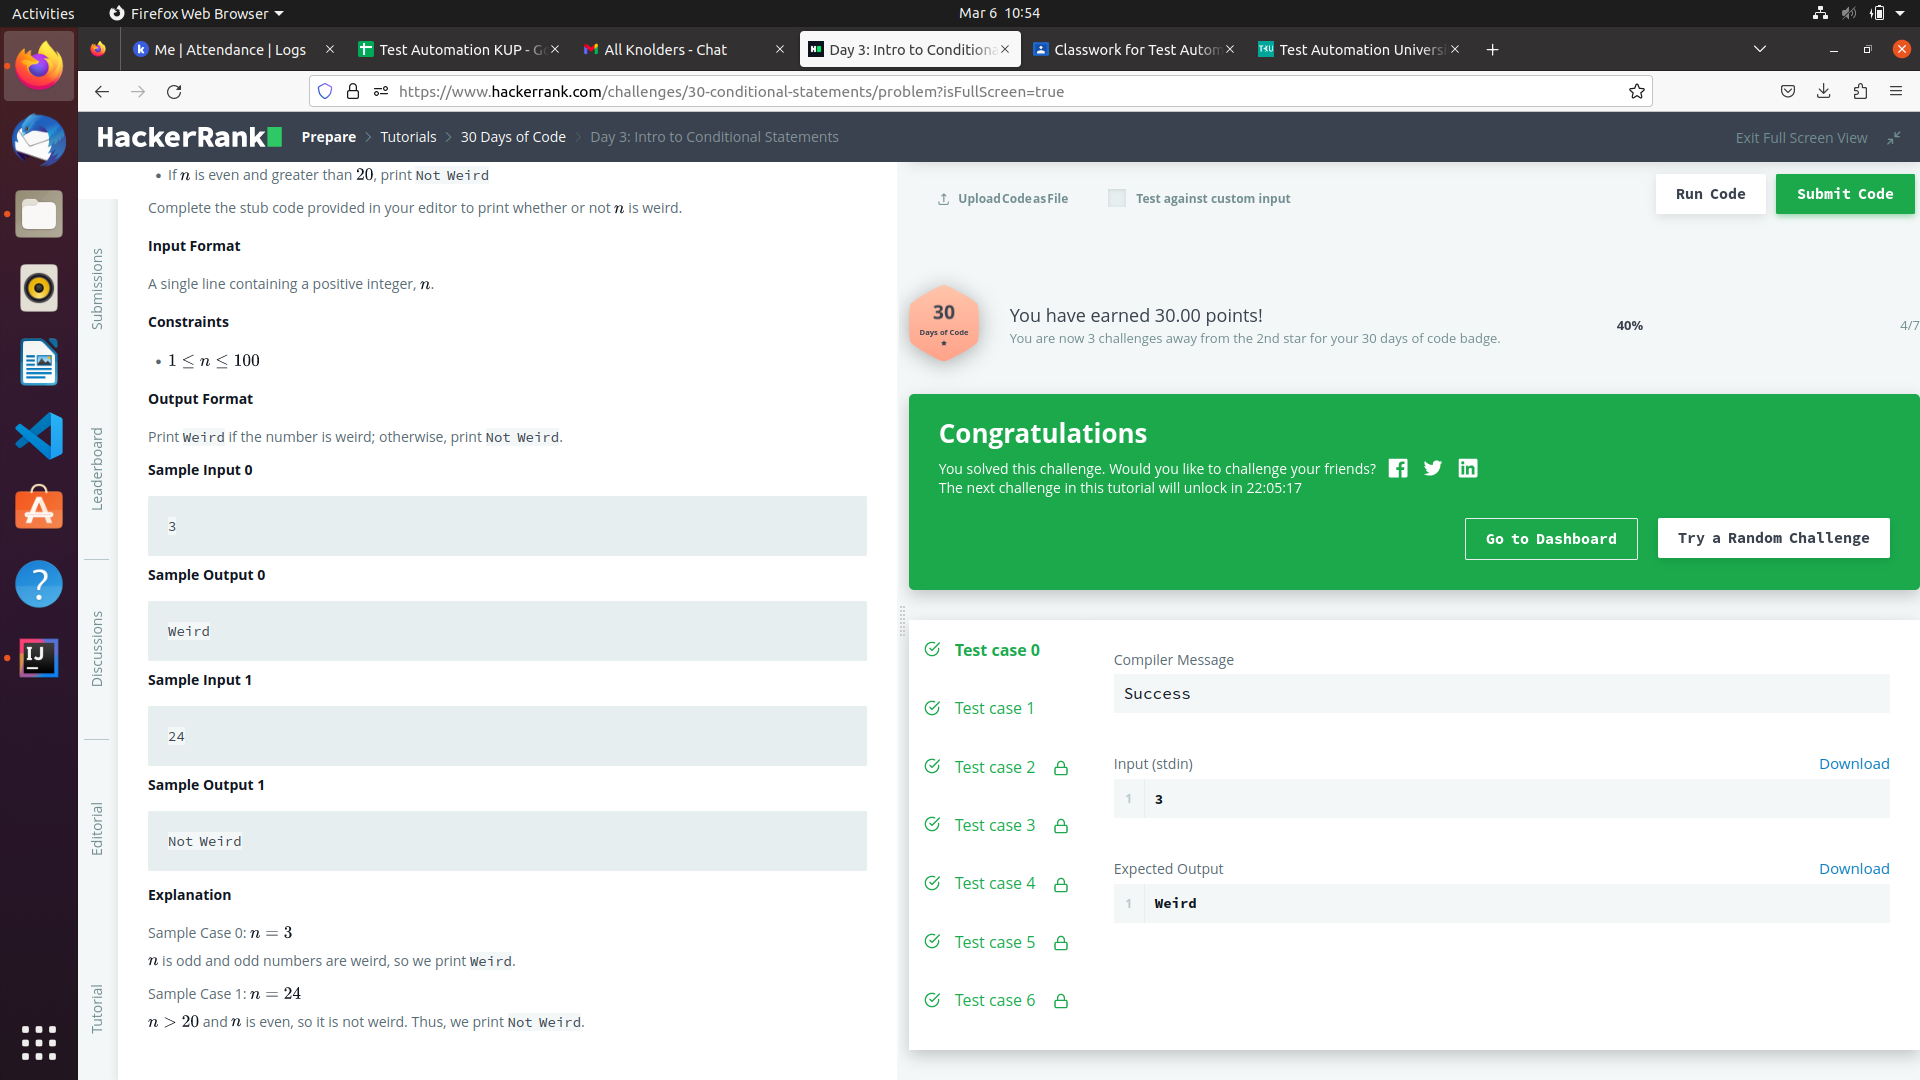 Activities
Firefox Web Browser
Mar 6 10:54
Me | Attendance | Logs
Test Automation KUP - Go
All Knolders - Chat
Day 3: Intro to Conditiona
Classwork for Test Autom
Test Automation Universi
https://www.hackerrank.com/challenges/30-conditional-statements/problem?isFullScreen=true
HackerRank
Prepare > Tutorials > 30 Days of Code > Day 3: Intro to Conditional Statements
Exit Full Screen View
Submissions
Leaderboard
Discussions
Editorial
Tutorial
• If n is even and greater than 20, print Not Weird
Complete the stub code provided in your editor to print whether or not n is weird.
Input Format
A single line containing a positive integer, n.
Constraints
• 1 ≤ n ≤ 100
Output Format
Print Weird if the number is weird; otherwise, print Not Weird.
Sample Input 0
3
Sample Output 0
Weird
Sample Input 1
24
Sample Output 1
Not Weird
Explanation
Sample Case 0: n = 3
n is odd and odd numbers are weird, so we print Weird.
Sample Case 1: n = 24
n > 20 and n is even, so it is not weird. Thus, we print Not Weird.
Upload Code as File
Test against custom input
Run Code
Submit Code
30
Days of Code
You have earned 30.00 points!
You are now 3 challenges away from the 2nd star for your 30 days of code badge.
40%
4/7
Congratulations
You solved this challenge. Would you like to challenge your friends?
The next challenge in this tutorial will unlock in 22:05:17
Go to Dashboard
Try a Random Challenge
Test case 0
Test case 1
Test case 2
Test case 3
Test case 4
Test case 5
Test case 6
Compiler Message
Success
Input (stdin)
Download
1 3
Expected Output
Download
1 Weird